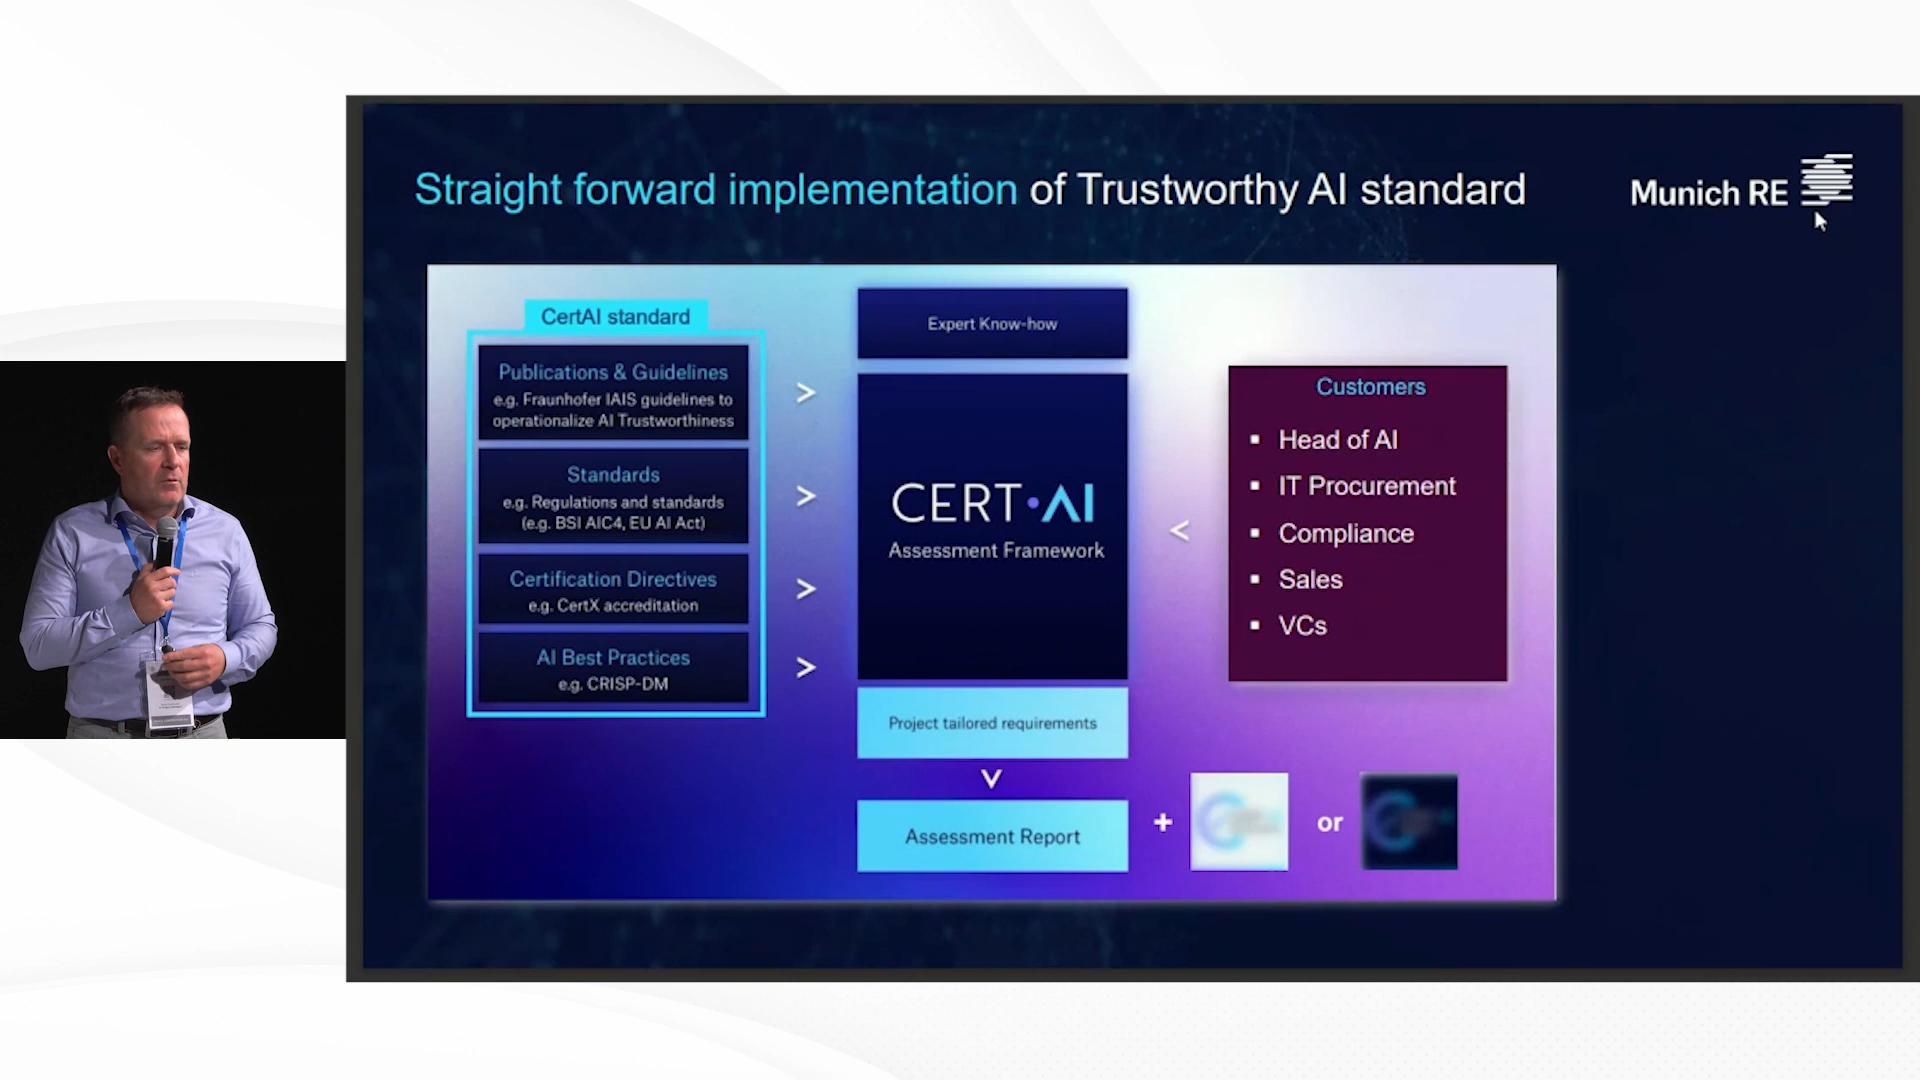 Straight forward implementation of Trustworthy AI standard
Munich RE
CertAI standard
Publications & Guidelines
e.g. Fraunhofer IAIS guidelines to
operationalize AI Trustworthiness
Standards
e.g. Regulations and standards
(e.g. BSI AIC4, EU AI Act)
Certification Directives
e.g. CertX accreditation
AI Best Practices
e.g. CRISP-DM
>
>
>
>
Expert Know-how
CERT•AI
Assessment Framework
Project tailored requirements
Assessment Report
<
Customers
▪ Head of AI
▪ IT Procurement
▪ Compliance
▪ Sales
▪ VCs
+
or